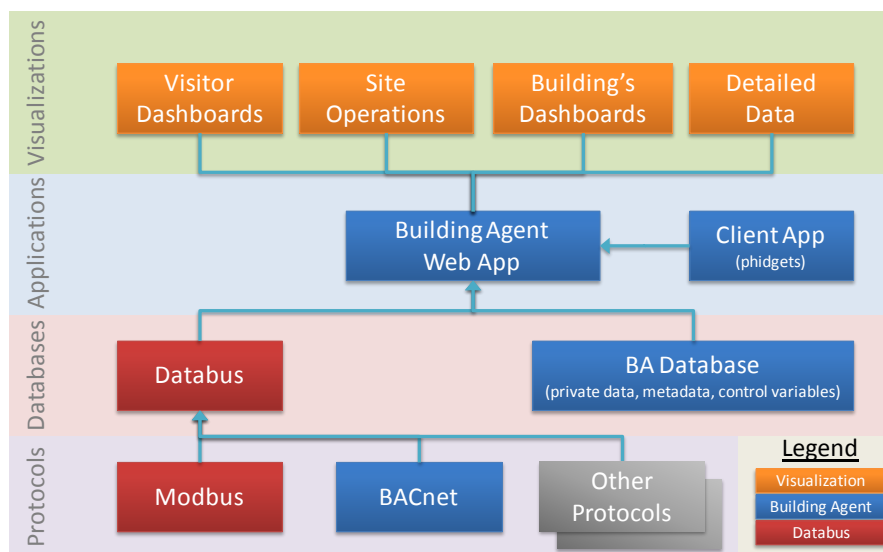 Visualizations
Visitor
Dashboards
Site
Operations
Building's
Dashboards
Detailed
Data
Applications
Building Agent
Web App
Client App
(phidgets)
Databases
Databus
BA Database
(private data, metadata, control variables)
Protocols
Modbus
BACnet
Other
Protocols
Legend
Visualization
Building Agent
Databus